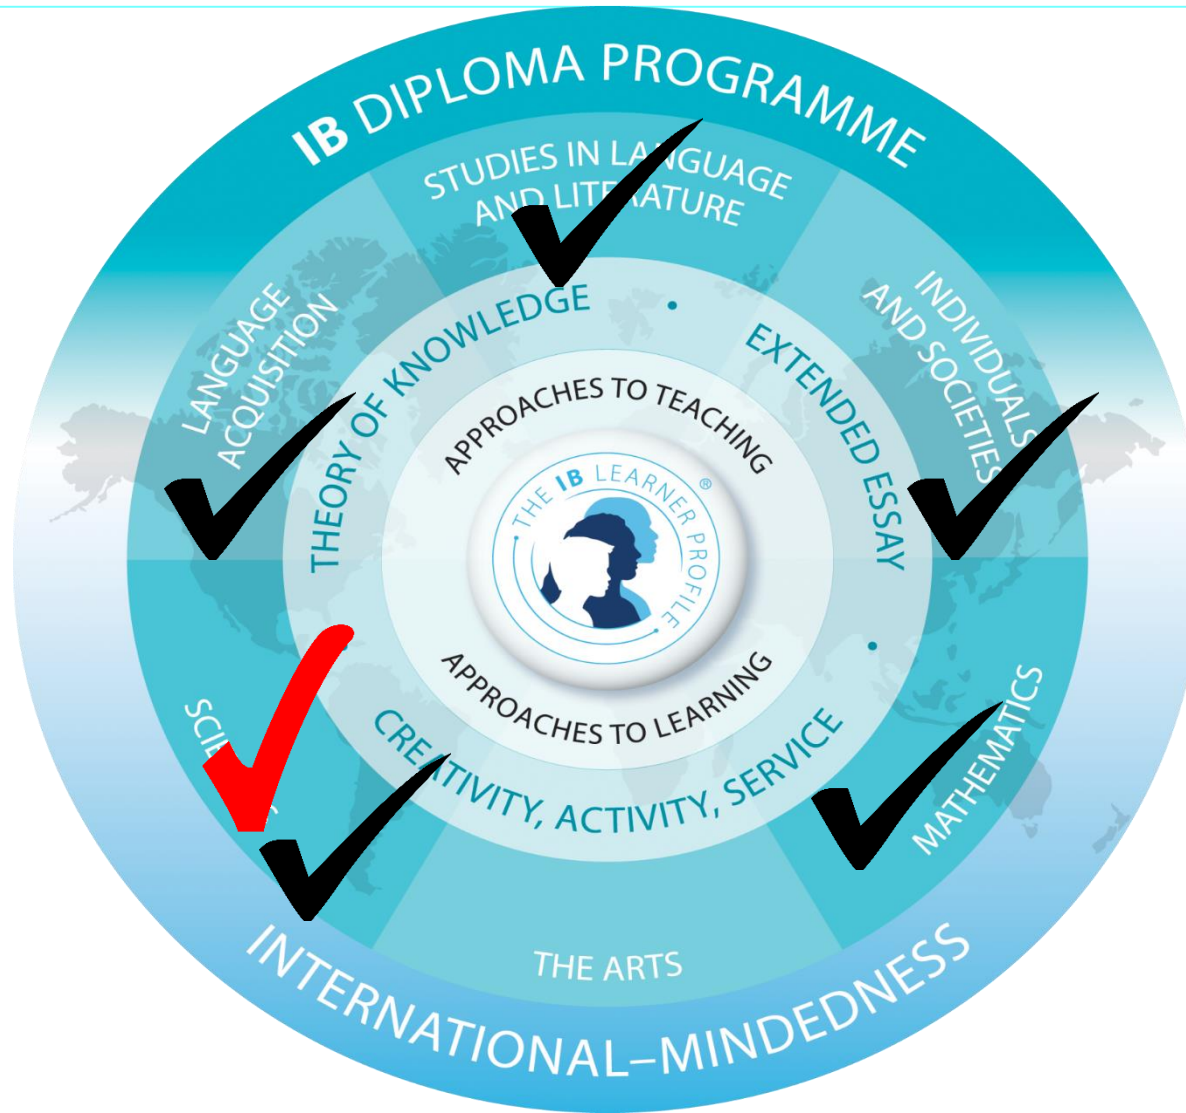 IB DIPLOMA PROGRAMME
STUDIES IN LANGUAGE
AND LITERATURE
LANGUAGE
ACQUISITION
INDIVIDUALS
AND SOCIETIES
THEORY OF KNOWLEDGE
EXTENDED ESSAY
APPROACHES TO TEACHING
THE IB LEARNER PROFILE ®
APPROACHES TO LEARNING
CREATIVITY, ACTIVITY, SERVICE
MATHEMATICS
THE ARTS
INTERNATIONAL–MINDEDNESS